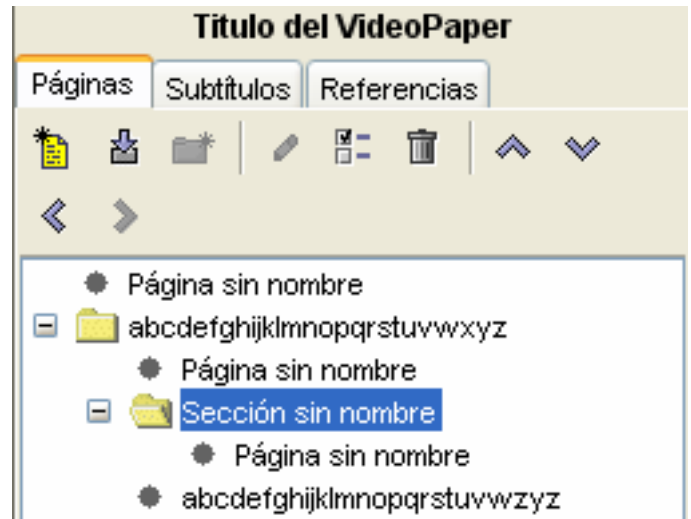 Titulo del VideoPaper
Páginas Subtítulos Referencias
Página sin nombre
abcdefghijklmnopqrstuvwxyz
Página sin nombre
Sección sin nombre
Página sin nombre
abcdefghijklmnopqrstuvwzyz